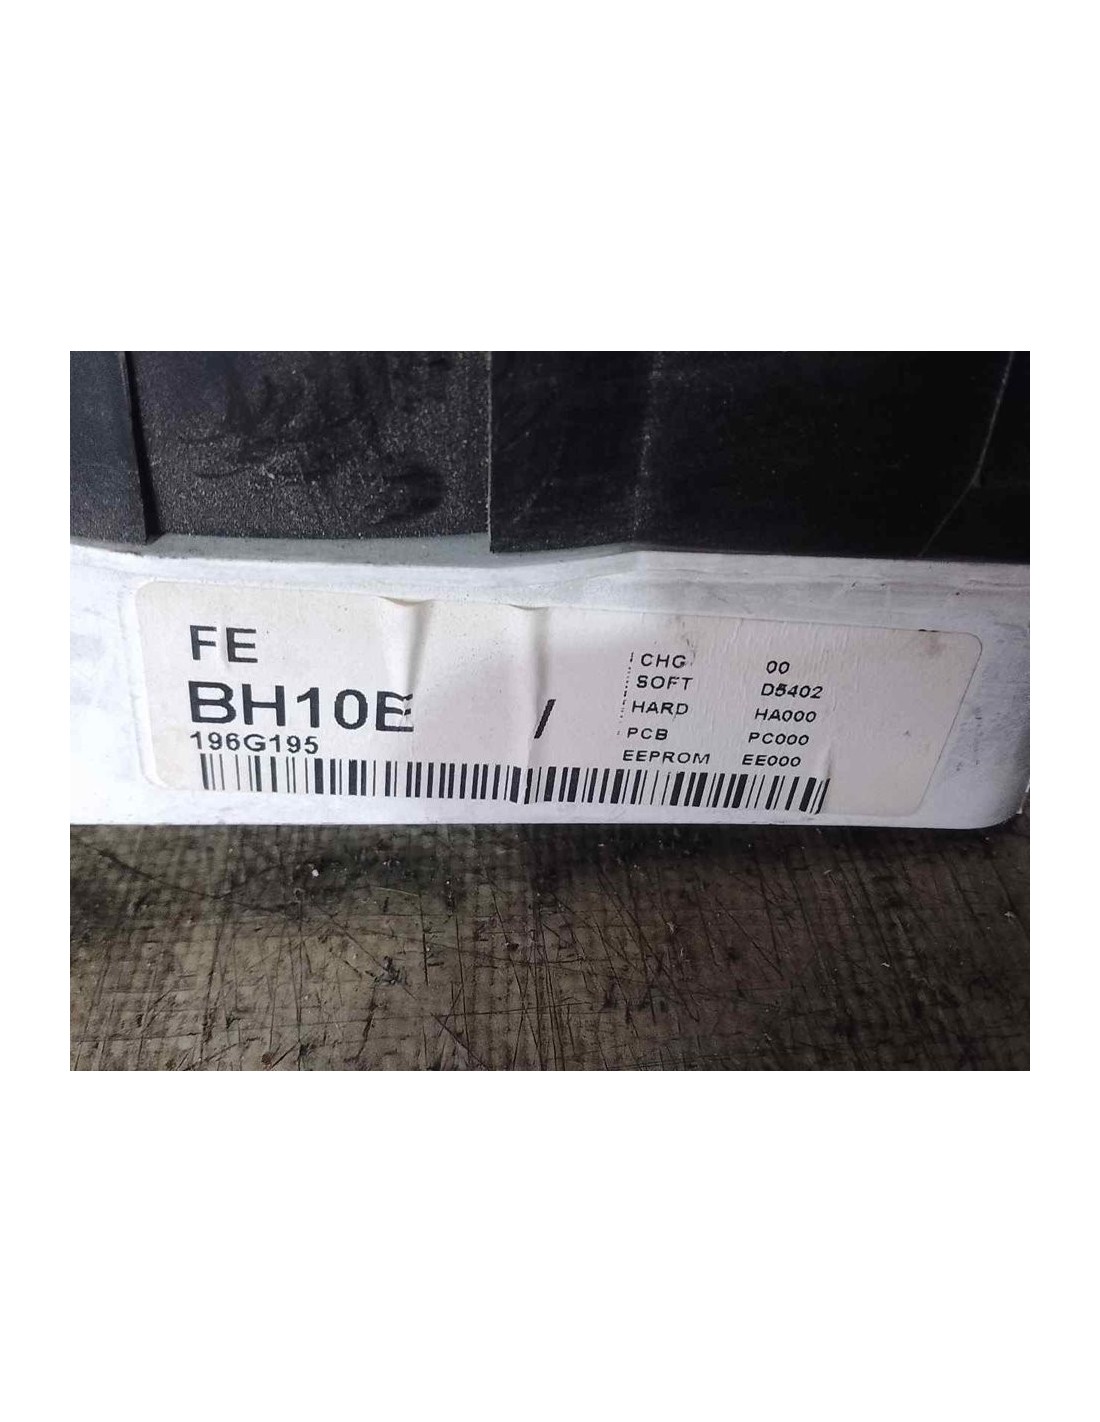 FE
BH10E /
196G195
CHG 00
SOFT D5402
HARD HA000
PCB PC000
EEPROM EE000